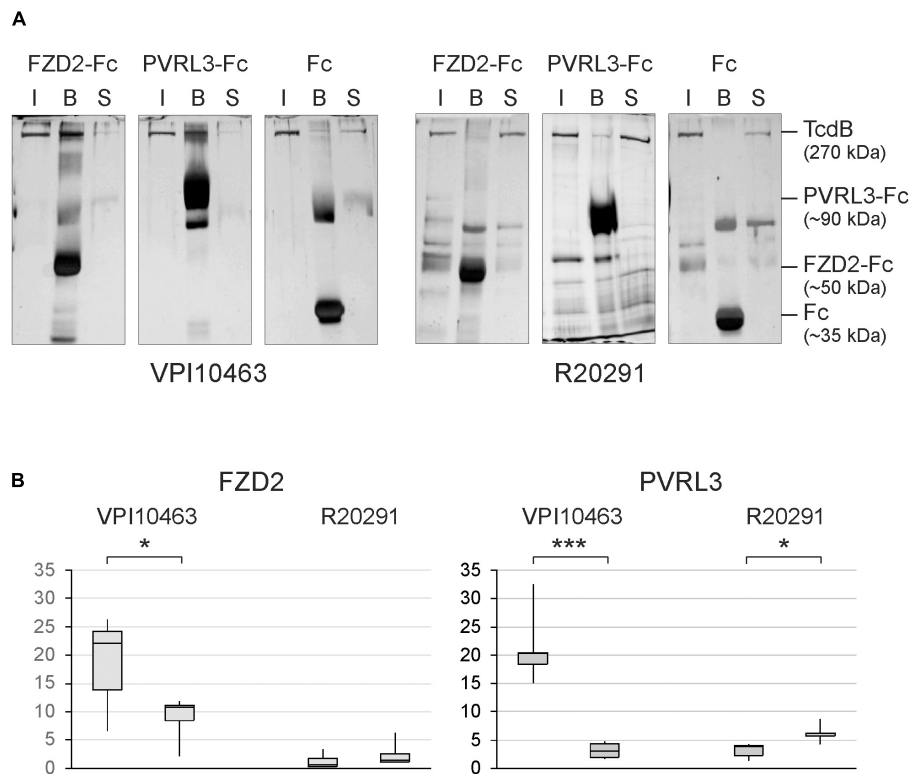 A
FZD2-Fc PVRL3-Fc Fc FZD2-Fc PVRL3-Fc Fc
I B S I B S I B S I B S I B S I B S
TcdB
(270 kDa)
PVRL3-Fc
(~90 kDa)
FZD2-Fc
(~50 kDa)
Fc
(~35 kDa)
VPI10463 R20291
B
FZD2 PVRL3
VPI10463 R20291 VPI10463 R20291
* *** *
35 35
30 30
25 25
20 20
15 15
10 10
5 5
0 0